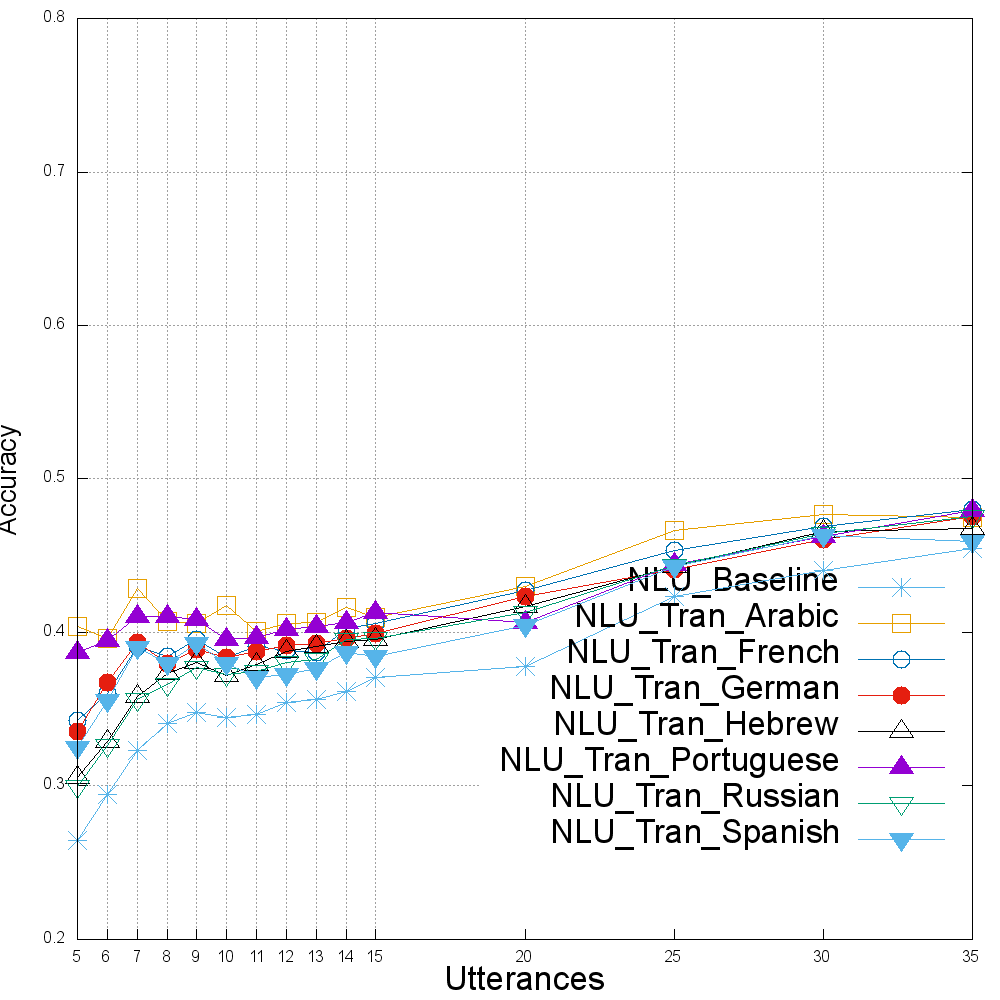 0.8
0.7
0.6
0.5
0.4
0.3
0.2
Accuracy
NLU_Baseline
NLU_Tran_Arabic
NLU_Tran_French
NLU_Tran_German
NLU_Tran_Hebrew
NLU_Tran_Portuguese
NLU_Tran_Russian
NLU_Tran_Spanish
5 6 7 8 9 10 11 12 13 14 15 20 25 30 35
Utterances